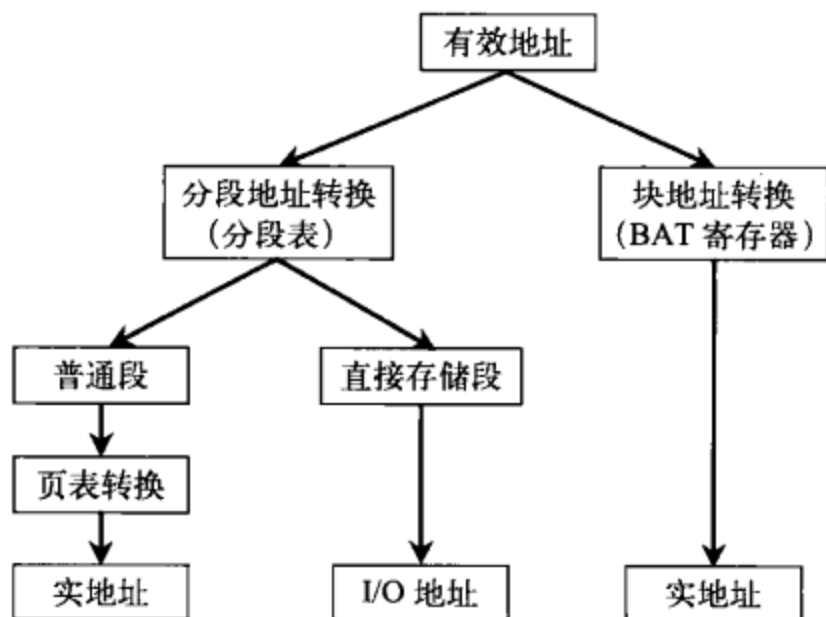 有效地址
分段地址转换
（分段表）
块地址转换
（BAT 寄存器）
普通段
直接存储段
页表转换
实地址
I/O 地址
实地址